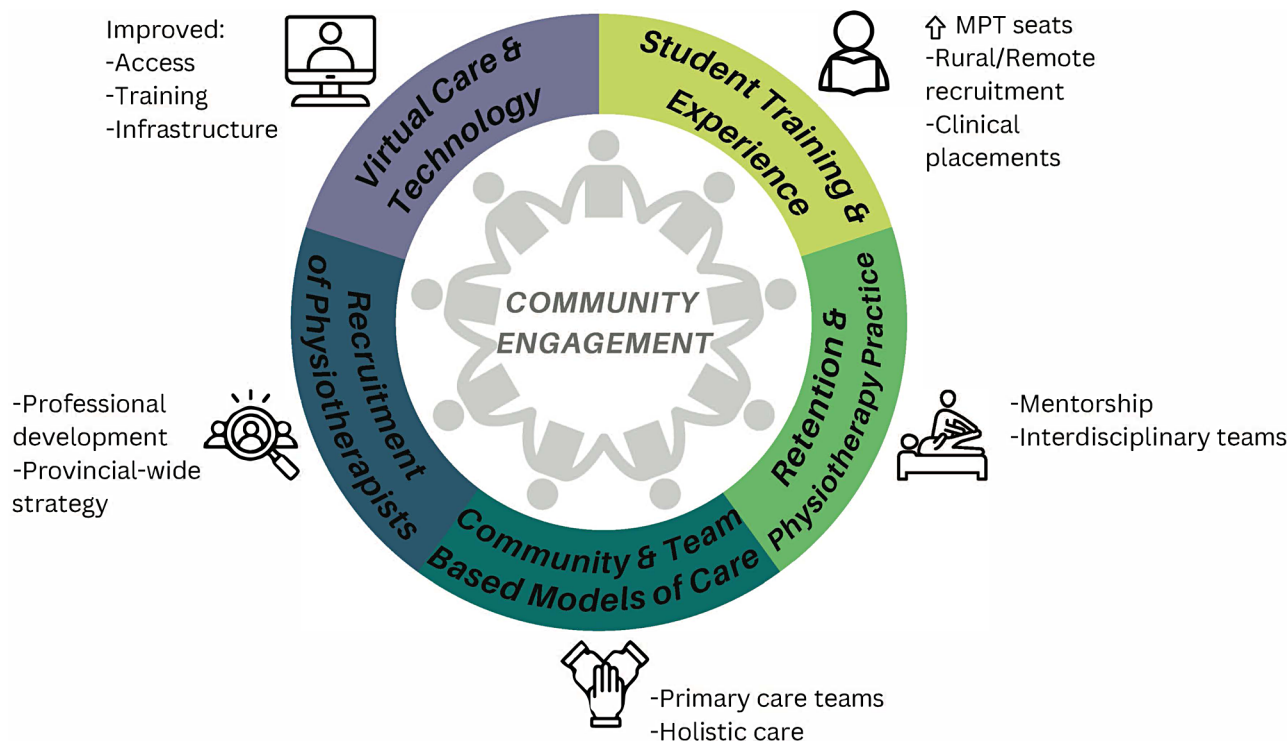 Improved:
-Access
-Training
-Infrastructure
Virtual Care &
Technology
Student Training &
Experience
⇧ MPT seats
-Rural/Remote
recruitment
-Clinical
placements
COMMUNITY
ENGAGEMENT
Recruitment
of Physiotherapists
-Professional
development
-Provincial-wide
strategy
Retention &
Physiotherapy Practice
-Mentorship
-Interdisciplinary teams
Community & Team
Based Models of Care
-Primary care teams
-Holistic care